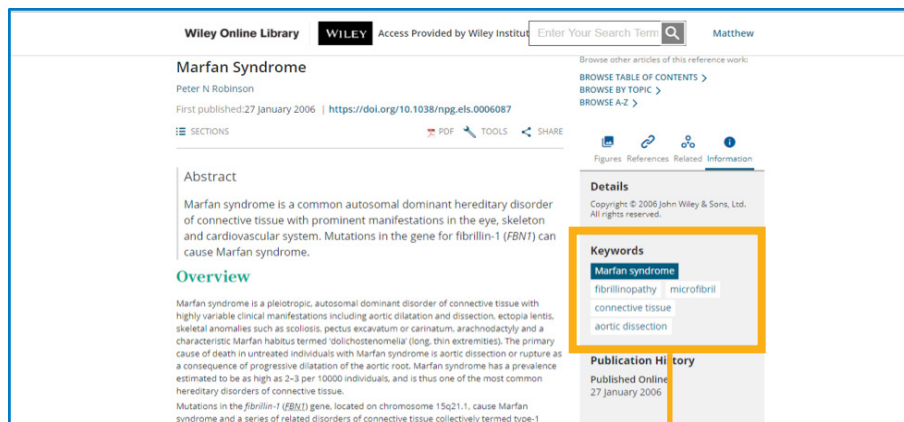 Wiley Online Library WILEY Access Provided by Wiley Institut Enter Your Search Term Matthew
Marfan Syndrome
Peter N Robinson
First published:27 January 2006 | https://doi.org/10.1038/npg.els.0006087
SECTIONS PDF TOOLS SHARE
Abstract
Marfan syndrome is a common autosomal dominant hereditary disorder
of connective tissue with prominent manifestations in the eye, skeleton
and cardiovascular system. Mutations in the gene for fibrillin-1 (FBN1) can
cause Marfan syndrome.
Overview
Marfan syndrome is a pleiotropic, autosomal dominant disorder of connective tissue with
highly variable clinical manifestations including aortic dilatation and dissection, ectopia lentis,
skeletal anomalies such as scoliosis, pectus excavatum or carinatum, arachnodactyly and a
characteristic Marfan habitus termed 'dolichostenomelia' (long, thin extremities). The primary
cause of death in untreated individuals with Marfan syndrome is aortic dissection or rupture as
a consequence of progressive dilatation of the aortic root. Marfan syndrome has a prevalence
estimated to be as high as 2–3 per 10000 individuals, and is thus one of the most common
hereditary disorders of connective tissue.
Mutations in the fibrillin-1 (FBN1) gene, located on chromosome 15q21.1, cause Marfan
syndrome and a series of related disorders of connective tissue collectively termed type-1
Browse other articles of this reference work:
BROWSE TABLE OF CONTENTS
BROWSE BY TOPIC
BROWSE A-Z
Figures References Related Information
Details
Copyright © 2006 John Wiley & Sons, Ltd.
All rights reserved.
Keywords
Marfan syndrome
fibrillinopathy microfibril
connective tissue
aortic dissection
Publication History
Published Online
27 January 2006